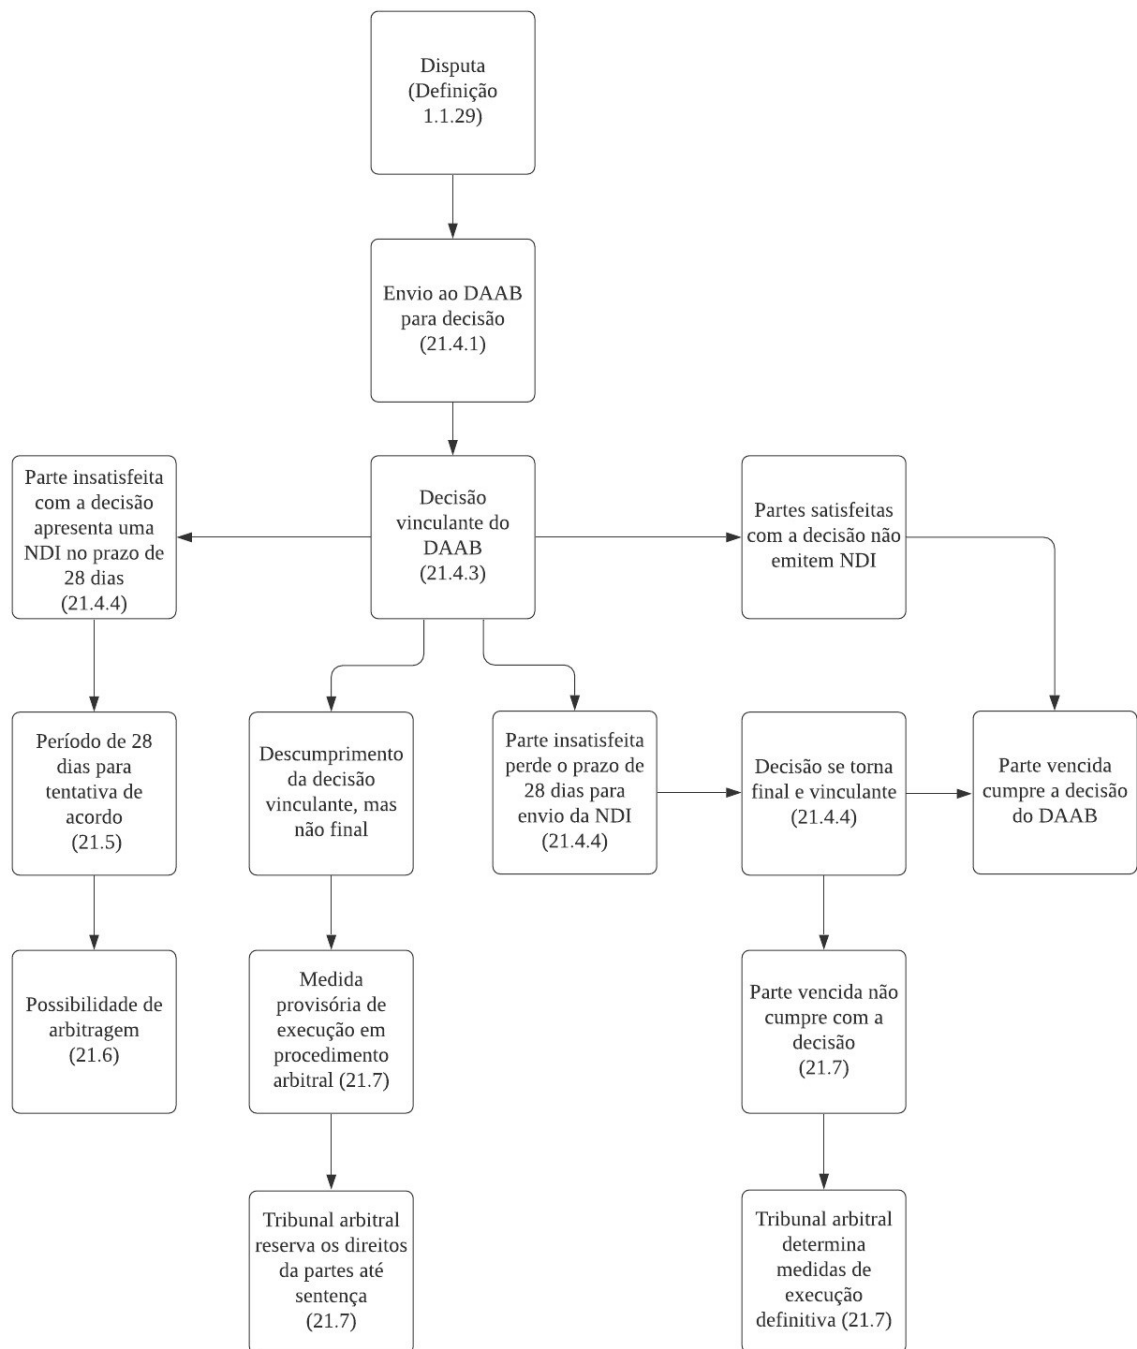 Disputa
(Definição
1.1.29)
Envio ao DAAB
para decisão
(21.4.1)
Parte insatisfeita
com a decisão
apresenta uma
NDI no prazo de
28 dias
(21.4.4)
Decisão
vinculante do
DAAB
(21.4.3)
Partes satisfeitas
com a decisão não
emitem NDI
Período de 28
dias para
tentativa de
acordo
(21.5)
Descumprimento
da decisão
vinculante, mas
não final
Parte insatisfeita
perde o prazo de
28 dias para
envio da NDI
(21.4.4)
Decisão se torna
final e vinculante
(21.4.4)
Parte vencida
cumpre a decisão
do DAAB
Possibilidade de
arbitragem
(21.6)
Medida
provisória de
execução em
procedimento
arbitral (21.7)
Parte vencida não
cumpre com a
decisão
(21.7)
Tribunal arbitral
reserva os direitos
da partes até
sentença
(21.7)
Tribunal arbitral
determina
medidas de
execução
definitiva (21.7)